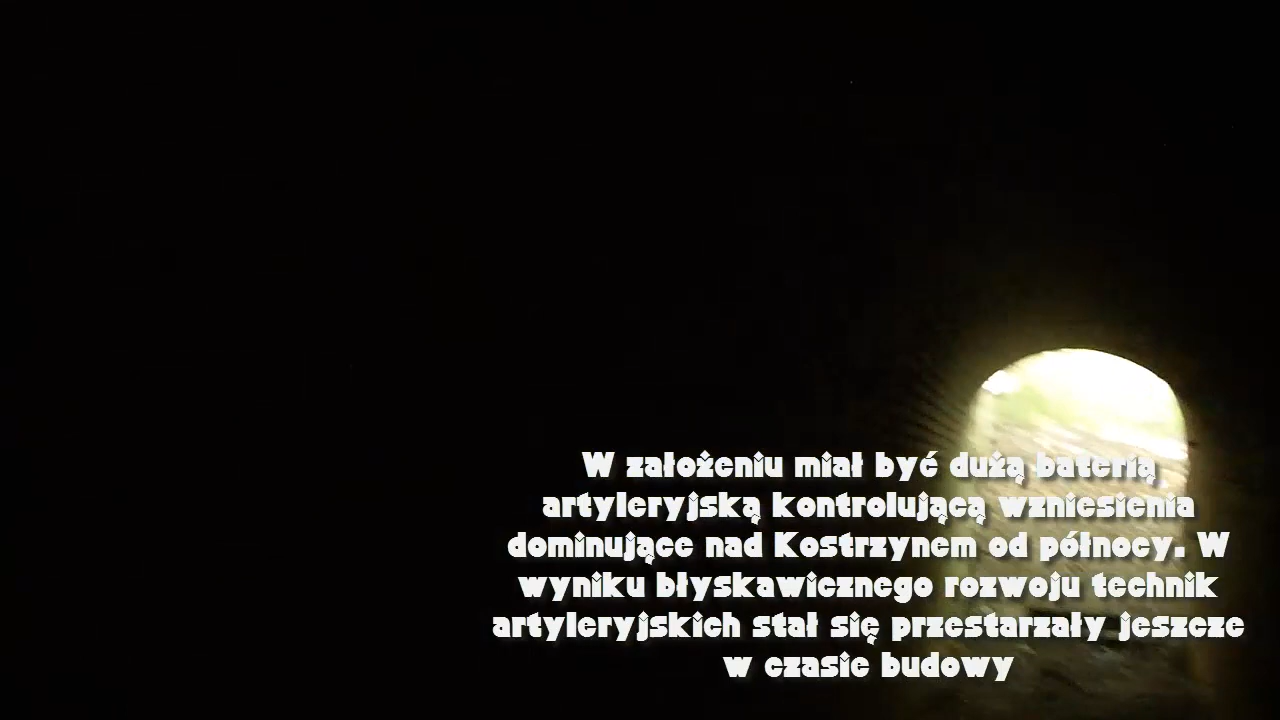 W założeniu miał być dużą baterią
artyleryjską kontrolującą wzniesienia
dominujące nad Kostrzynem od północy. W
wyniku błyskawicznego rozwoju technik
artyleryjskich stał się przestarzały jeszcze
w czasie budowy